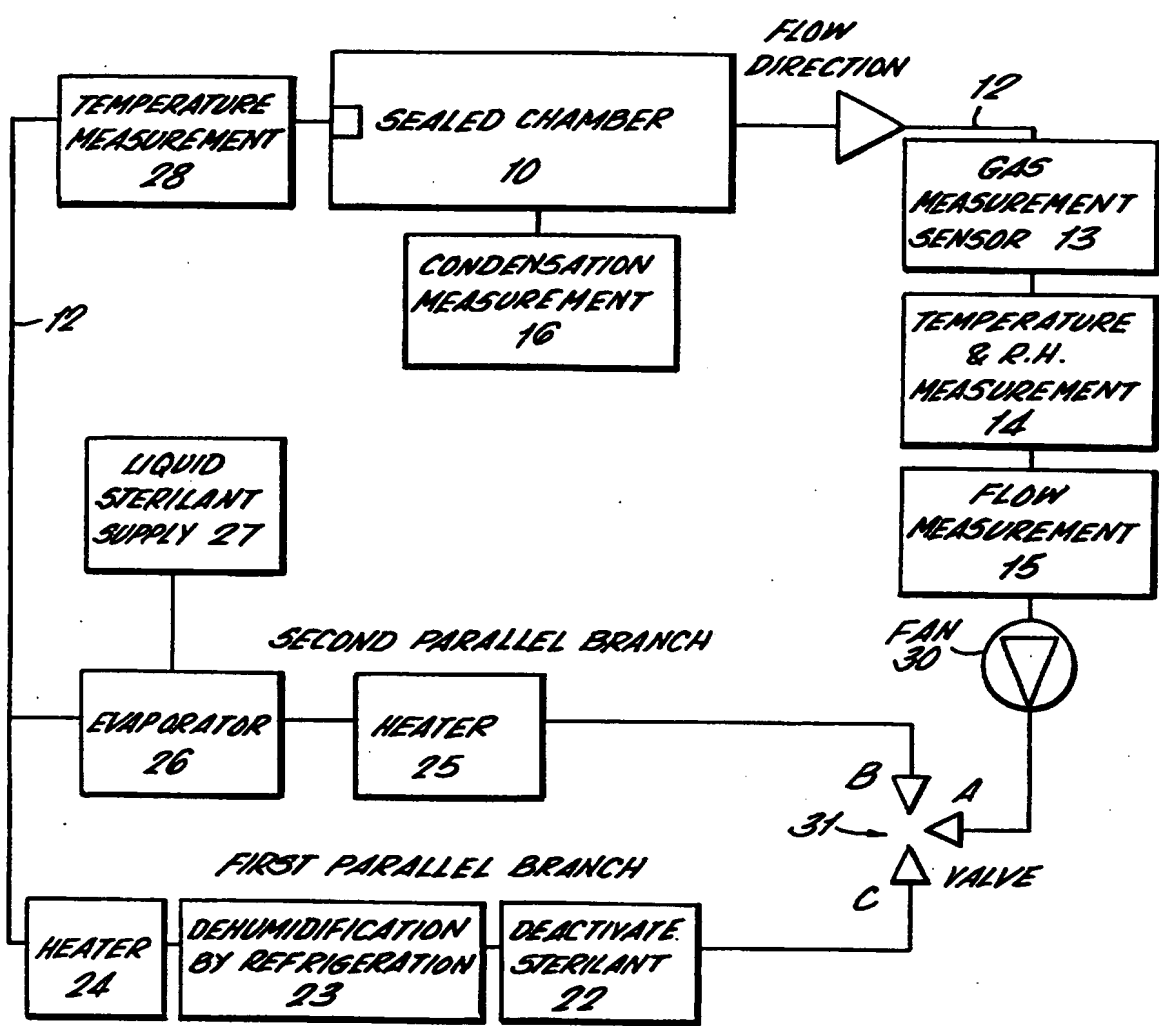 FLOW
DIRECTION
12
TEMPERATURE
MEASUREMENT
28
SEALED CHAMBER
10
GAS
MEASUREMENT
SENSOR 13
CONDENSATION
MEASUREMENT
16
12
TEMPERATURE
& R.H.
MEASUREMENT
14
LIQUID
STERILANT
SUPPLY 27
FLOW
MEASUREMENT
15
SECOND PARALLEL BRANCH
FAN
30
EVAPORATOR
26
HEATER
25
B
A
31
VALVE
C
FIRST PARALLEL BRANCH
HEATER
24
DEHUMIDIFICATION
BY REFRIGERATION
23
DEACTIVATE
STERILANT
22